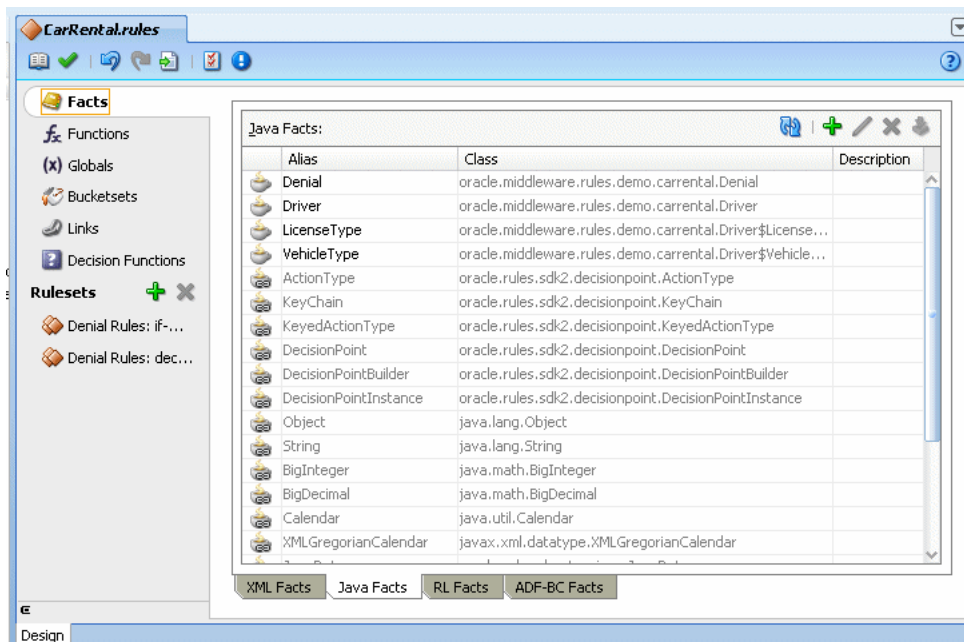 CarRental.rules
Facts
Functions
(x) Globals
Bucketsets
Links
Decision Functions
Rulesets
Denial Rules: if-...
Denial Rules: dec...
Java Facts:
Alias Class Description
Denial oracle.middleware.rules.demo.carrental.Denial
Driver oracle.middleware.rules.demo.carrental.Driver
LicenseType oracle.middleware.rules.demo.carrental.Driver$License...
VehicleType oracle.middleware.rules.demo.carrental.Driver$Vehicle...
ActionType oracle.rules.sdk2.decisionpoint.ActionType
KeyChain oracle.rules.sdk2.decisionpoint.KeyChain
KeyedActionType oracle.rules.sdk2.decisionpoint.KeyedActionType
DecisionPoint oracle.rules.sdk2.decisionpoint.DecisionPoint
DecisionPointBuilder oracle.rules.sdk2.decisionpoint.DecisionPointBuilder
DecisionPointInstance oracle.rules.sdk2.decisionpoint.DecisionPointInstance
Object java.lang.Object
String java.lang.String
BigInteger java.math.BigInteger
BigDecimal java.math.BigDecimal
Calendar java.util.Calendar
XMLGregorianCalendar javax.xml.datatype.XMLGregorianCalendar
XML Facts Java Facts RL Facts ADF-BC Facts
Design